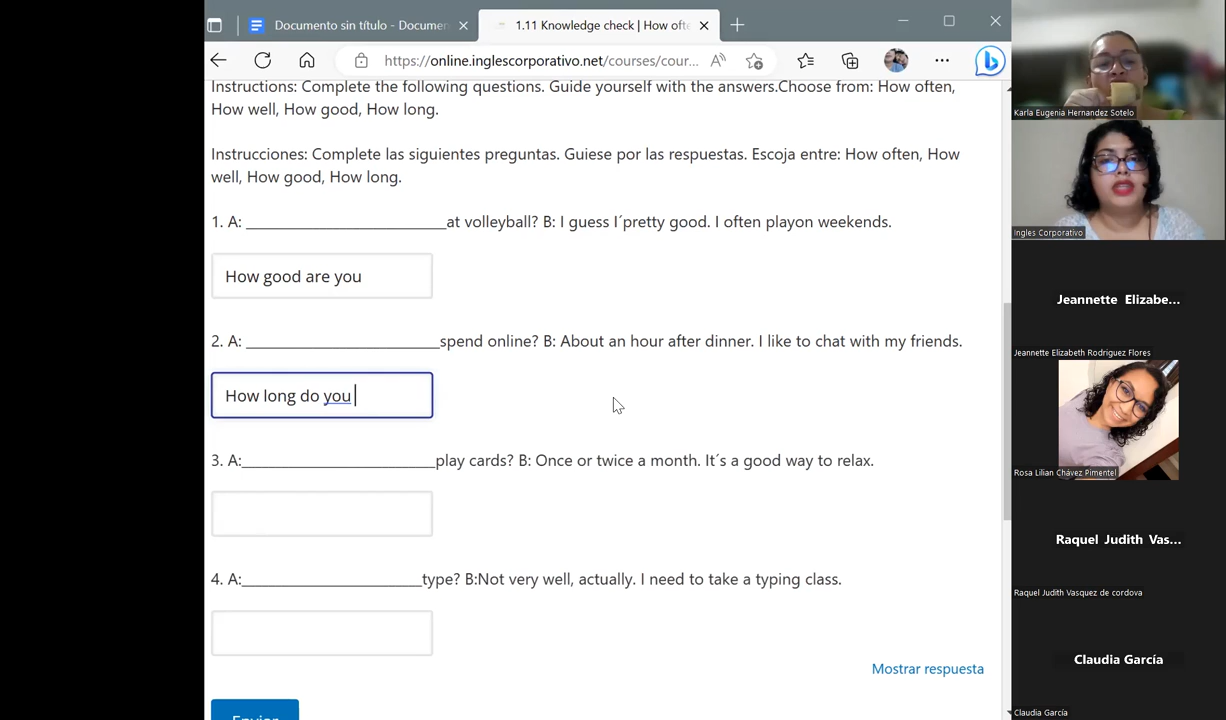 Documento sin título - Documen
1.11 Knowledge check | How ofte
https://online.inglescorporativo.net/courses/cour...
Instructions: Complete the following questions. Guide yourself with the answers.Choose from: How often,
How well, How good, How long.
Instrucciones: Complete las siguientes preguntas. Guiese por las respuestas. Escoja entre: How often, How
well, How good, How long.
1. A: _________________________at volleyball? B: I guess I´pretty good. I often playon weekends.
How good are you
2. A: ________________________spend online? B: About an hour after dinner. I like to chat with my friends.
How long do you
3. A:________________________play cards? B: Once or twice a month. It´s a good way to relax.
4. A:______________________type? B:Not very well, actually. I need to take a typing class.
Mostrar respuesta
Enviar
Karla Eugenia Hernandez Sotelo
Ingles Corporativo
Jeannette Elizabe...
Jeannette Elizabeth Rodriguez Flores
Rosa Lilian Chávez Pimentel
Raquel Judith Vas...
Raquel Judith Vasquez de cordova
Claudia García
Claudia García